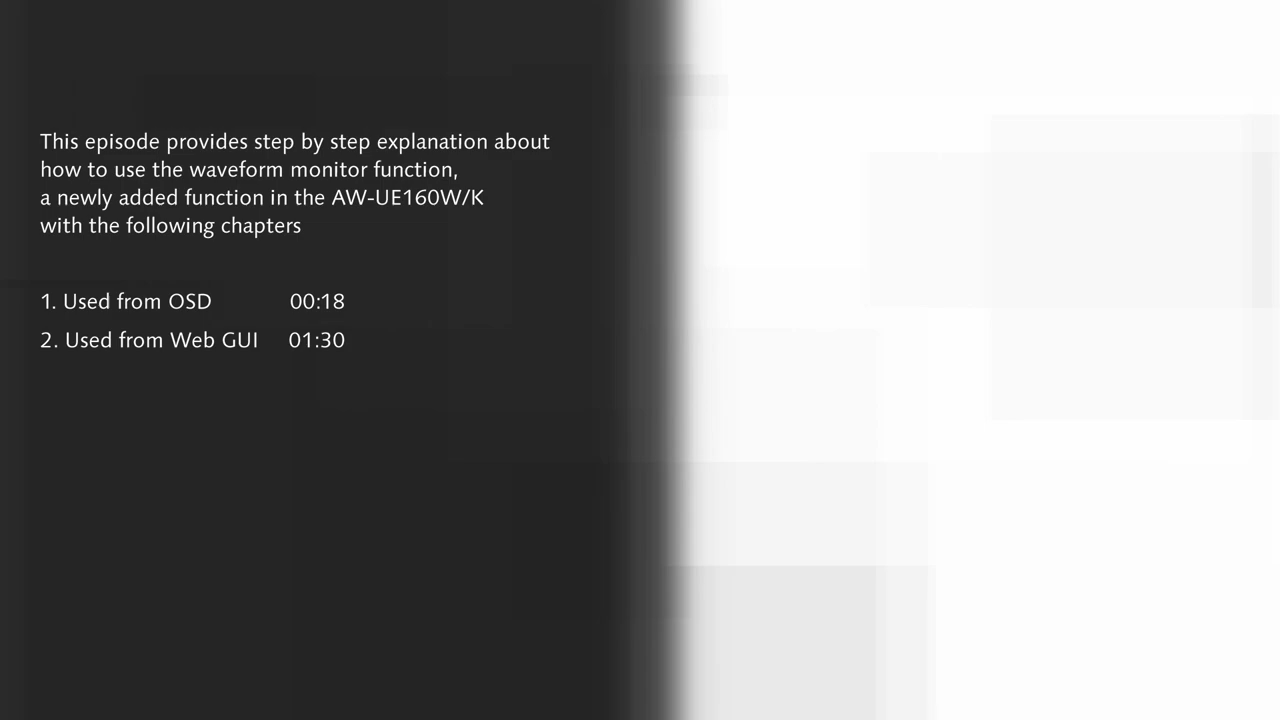 This episode provides step by step explanation about
how to use the waveform monitor function,
a newly added function in the AW-UE160W/K
with the following chapters
1. Used from OSD 00:18
2. Used from Web GUI 01:30